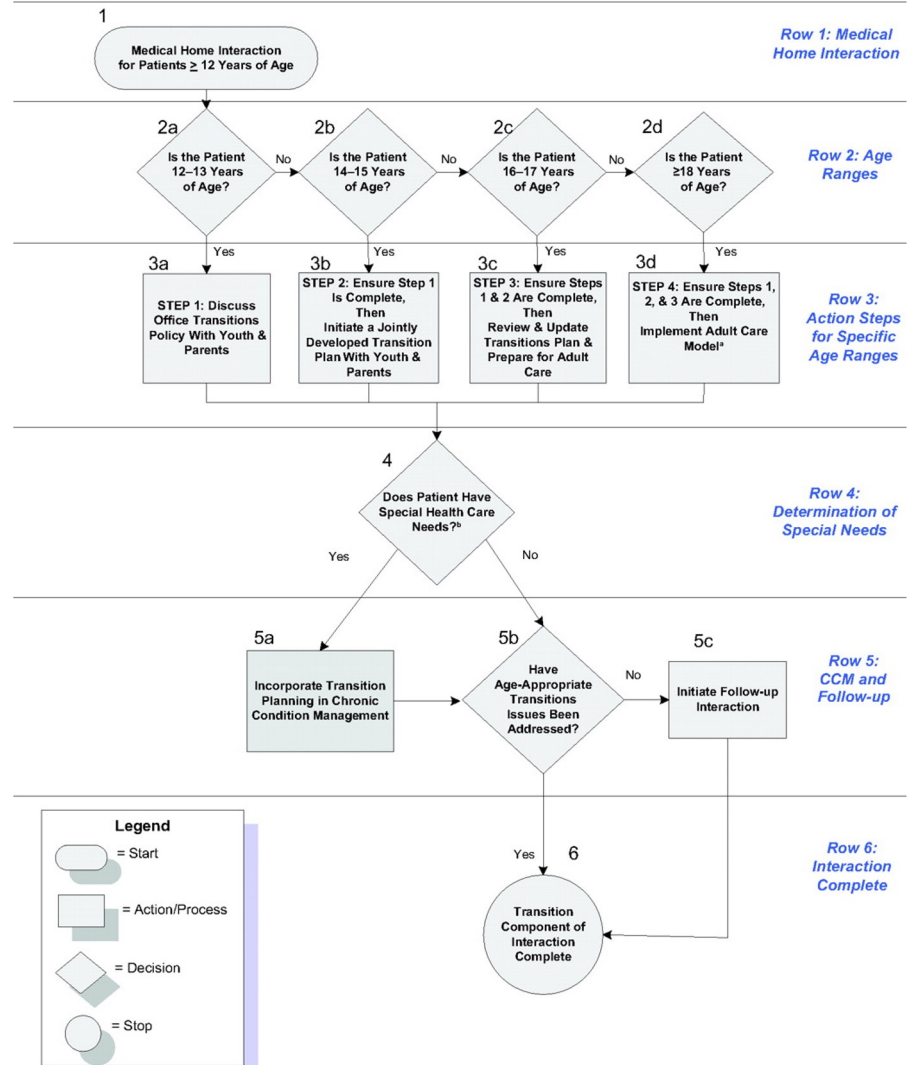 1
Medical Home Interaction
for Patients ≥ 12 Years of Age
Row 1: Medical
Home Interaction
2a
Is the Patient
12–13 Years
of Age?
No
2b
Is the Patient
14–15 Years
of Age?
No
2c
Is the Patient
16–17 Years
of Age?
No
2d
Is the Patient
≥18 Years
of Age?
Row 2: Age
Ranges
Yes
Yes
Yes
Yes
3a
STEP 1: Discuss
Office Transitions
Policy With Youth &
Parents
3b
STEP 2: Ensure Step 1
Is Complete,
Then
Initiate a Jointly
Developed Transition
Plan With Youth &
Parents
3c
STEP 3: Ensure Steps
1 & 2 Are Complete,
Then
Review & Update
Transitions Plan &
Prepare for Adult
Care
3d
STEP 4: Ensure Steps 1,
2, & 3 Are Complete,
Then
Implement Adult Care
Modelᵃ
Row 3:
Action Steps
for Specific
Age Ranges
4
Does Patient Have
Special Health Care
Needs?ᵇ
Yes
No
Row 4:
Determination of
Special Needs
5a
Incorporate Transition
Planning in Chronic
Condition Management
5b
Have
Age-Appropriate
Transitions
Issues Been
Addressed?
No
5c
Initiate Follow-up
Interaction
Row 5:
CCM and
Follow-up
Yes
6
Transition
Component of
Interaction
Complete
Row 6:
Interaction
Complete
Legend
= Start
= Action/Process
= Decision
= Stop